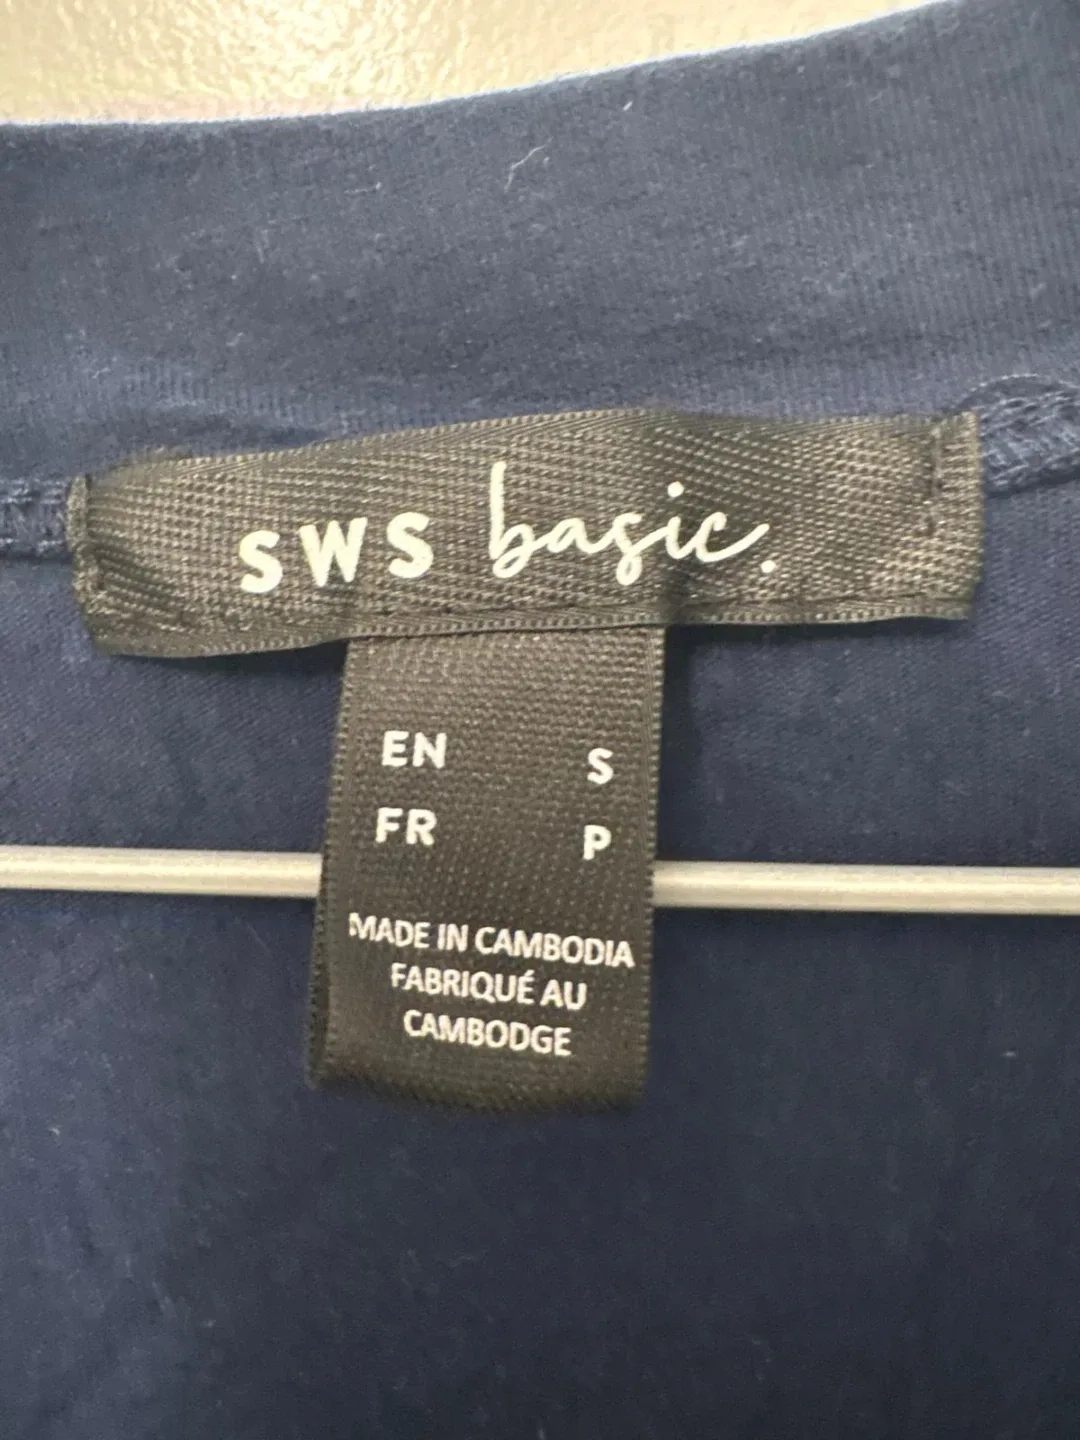 SWS basic.
EN S
FR P
MADE IN CAMBODIA
FABRIQUÉ AU
CAMBODGE